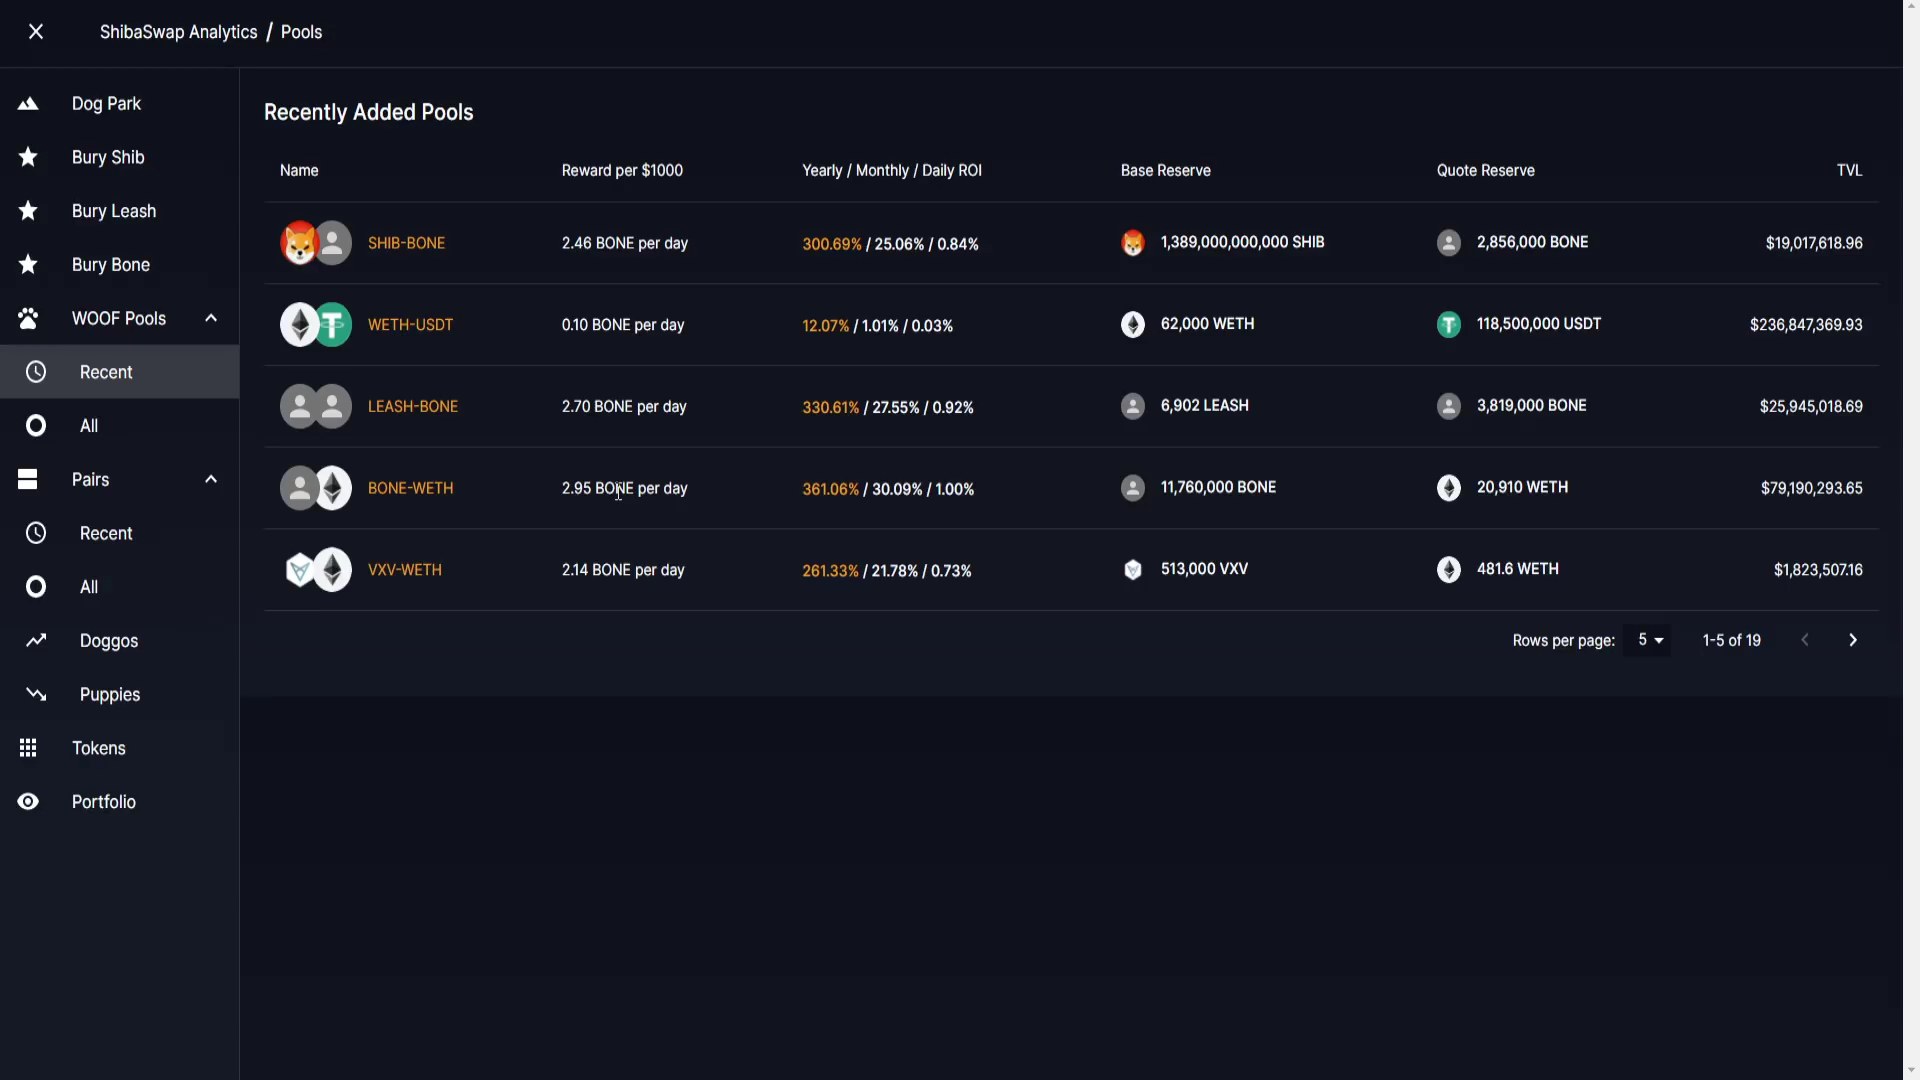 ShibaSwap Analytics / Pools
Dog Park
Bury Shib
Bury Leash
Bury Bone
WOOF Pools
Recent
All
Pairs
Recent
All
Doggos
Puppies
Tokens
Portfolio
Recently Added Pools
Name Reward per $1000 Yearly / Monthly / Daily ROI Base Reserve Quote Reserve TVL
SHIB-BONE 2.46 BONE per day 300.69% / 25.06% / 0.84% 1,389,000,000,000 SHIB 2,856,000 BONE $19,017,618.96
WETH-USDT 0.10 BONE per day 12.07% / 1.01% / 0.03% 62,000 WETH 118,500,000 USDT $236,847,369.93
LEASH-BONE 2.70 BONE per day 330.61% / 27.55% / 0.92% 6,902 LEASH 3,819,000 BONE $25,945,018.69
BONE-WETH 2.95 BONE per day 361.06% / 30.09% / 1.00% 11,760,000 BONE 20,910 WETH $79,190,293.65
VXV-WETH 2.14 BONE per day 261.33% / 21.78% / 0.73% 513,000 VXV 481.6 WETH $1,823,507.16
Rows per page: 5 1-5 of 19